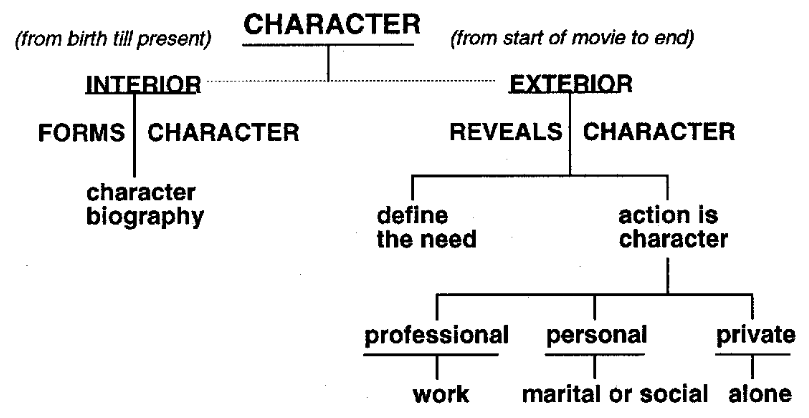 CHARACTER
(from birth till present)
(from start of movie to end)
INTERIOR
EXTERIOR
FORMS CHARACTER
REVEALS CHARACTER
character
biography
define
the need
action is
character
professional
personal
private
work
marital or social
alone